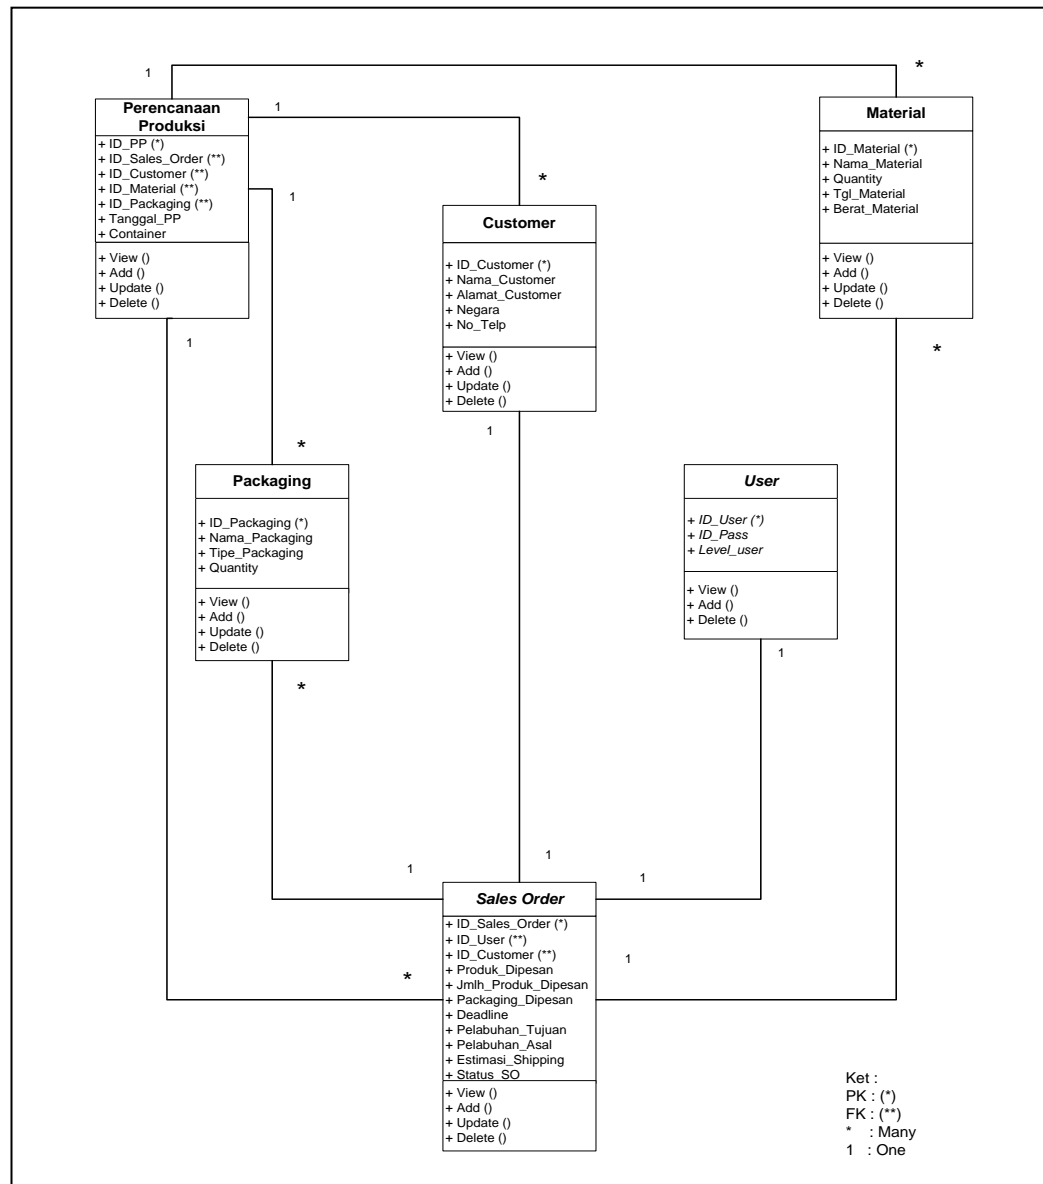 1
*
Perencanaan
Produksi
+ ID_PP (*)
+ ID_Sales_Order (**)
+ ID_Customer (**)
+ ID_Material (**)
+ ID_Packaging (**)
+ Tanggal_PP
+ Container
+ View ()
+ Add ()
+ Update ()
+ Delete ()
1
1
1
*
Material
+ ID_Material (*)
+ Nama_Material
+ Quantity
+ Tgl_Material
+ Berat_Material
+ View ()
+ Add ()
+ Update ()
+ Delete ()
*
Customer
+ ID_Customer (*)
+ Nama_Customer
+ Alamat_Customer
+ Negara
+ No_Telp
+ View ()
+ Add ()
+ Update ()
+ Delete ()
1
*
Packaging
+ ID_Packaging (*)
+ Nama_Packaging
+ Tipe_Packaging
+ Quantity
+ View ()
+ Add ()
+ Update ()
+ Delete ()
*
User
+ ID_User (*)
+ ID_Pass
+ Level_user
+ View ()
+ Add ()
+ Delete ()
1
1
1
1
*
1
Sales Order
+ ID_Sales_Order (*)
+ ID_User (**)
+ ID_Customer (**)
+ Produk_Dipesan
+ Jmlh_Produk_Dipesan
+ Packaging_Dipesan
+ Deadline
+ Pelabuhan_Tujuan
+ Pelabuhan_Asal
+ Estimasi_Shipping
+ Status_SO
+ View ()
+ Add ()
+ Update ()
+ Delete ()
Ket :
PK : (*)
FK : (**)
* : Many
1 : One